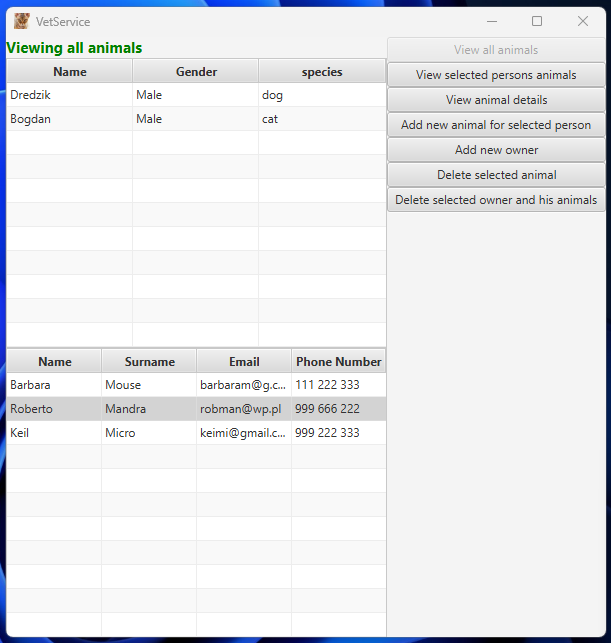 VetService
Viewing all animals
Name Gender species
Dredzik Male dog
Bogdan Male cat
Name Surname Email Phone Number
Barbara Mouse barbaram@g.c... 111 222 333
Roberto Mandra robman@wp.pl 999 666 222
Keil Micro keimi@gmail.c... 999 222 333
View all animals
View selected persons animals
View animal details
Add new animal for selected person
Add new owner
Delete selected animal
Delete selected owner and his animals